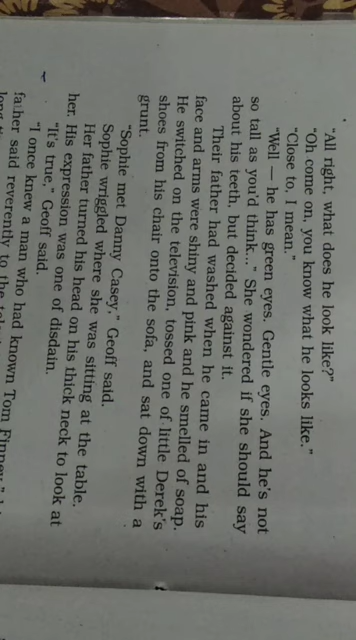 "All right, what does he look like?"
"Oh come on, you know what he looks like."
"Close to, I mean."
"Well — he has green eyes. Gentle eyes. And he's not
so tall as you'd think..." She wondered if she should say
about his teeth, but decided against it.
Their father had washed when he came in and his
face and arms were shiny and pink and he smelled of soap.
He switched on the television, tossed one of little Derek's
shoes from his chair onto the sofa, and sat down with a
grunt.
"Sophie met Danny Casey," Geoff said.
Sophie wriggled where she was sitting at the table.
Her father turned his head on his thick neck to look at
her. His expression was one of disdain.
"It's true," Geoff said.
"I once knew a man who had known Tom Finney,"
father said reverently to the
long